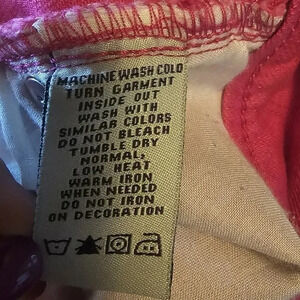 MACHINE WASH COLD
TURN GARMENT
INSIDE OUT
WASH WITH
SIMILAR COLORS
DO NOT BLEACH
TUMBLE DRY
NORMAL,
LOW HEAT
WARM IRON
WHEN NEEDED
DO NOT IRON
ON DECORATION